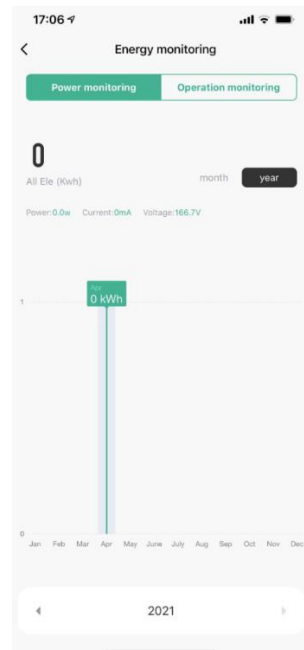 17:06
Energy monitoring
Power monitoring Operation monitoring
0
All Ele (Kwh) month year
Power:0.0w Current:0mA Voltage:166.7V
Apr
0 kWh
1
0
Jan Feb Mar Apr May June July Aug Sep Oct Nov Dec
2021